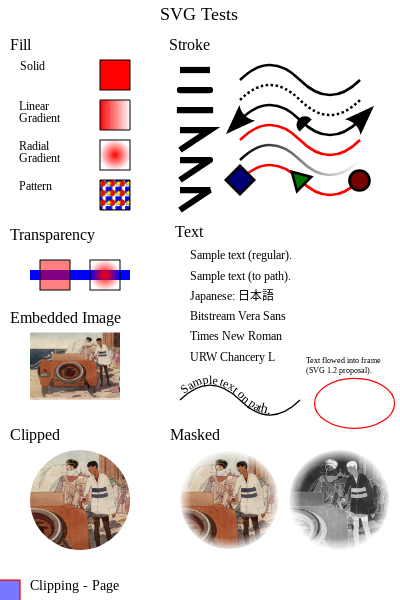 SVG Tests
Fill
Solid
Linear
Gradient
Radial
Gradient
Pattern
Stroke
Transparency
Text
Sample text (regular).
Sample text (to path).
Japanese: 日本語
Bitstream Vera Sans
Times New Roman
URW Chancery L
Sample text on path.
Text flowed into frame
(SVG 1.2 proposal).
Embedded Image
Clipped
Masked
Clipping - Page